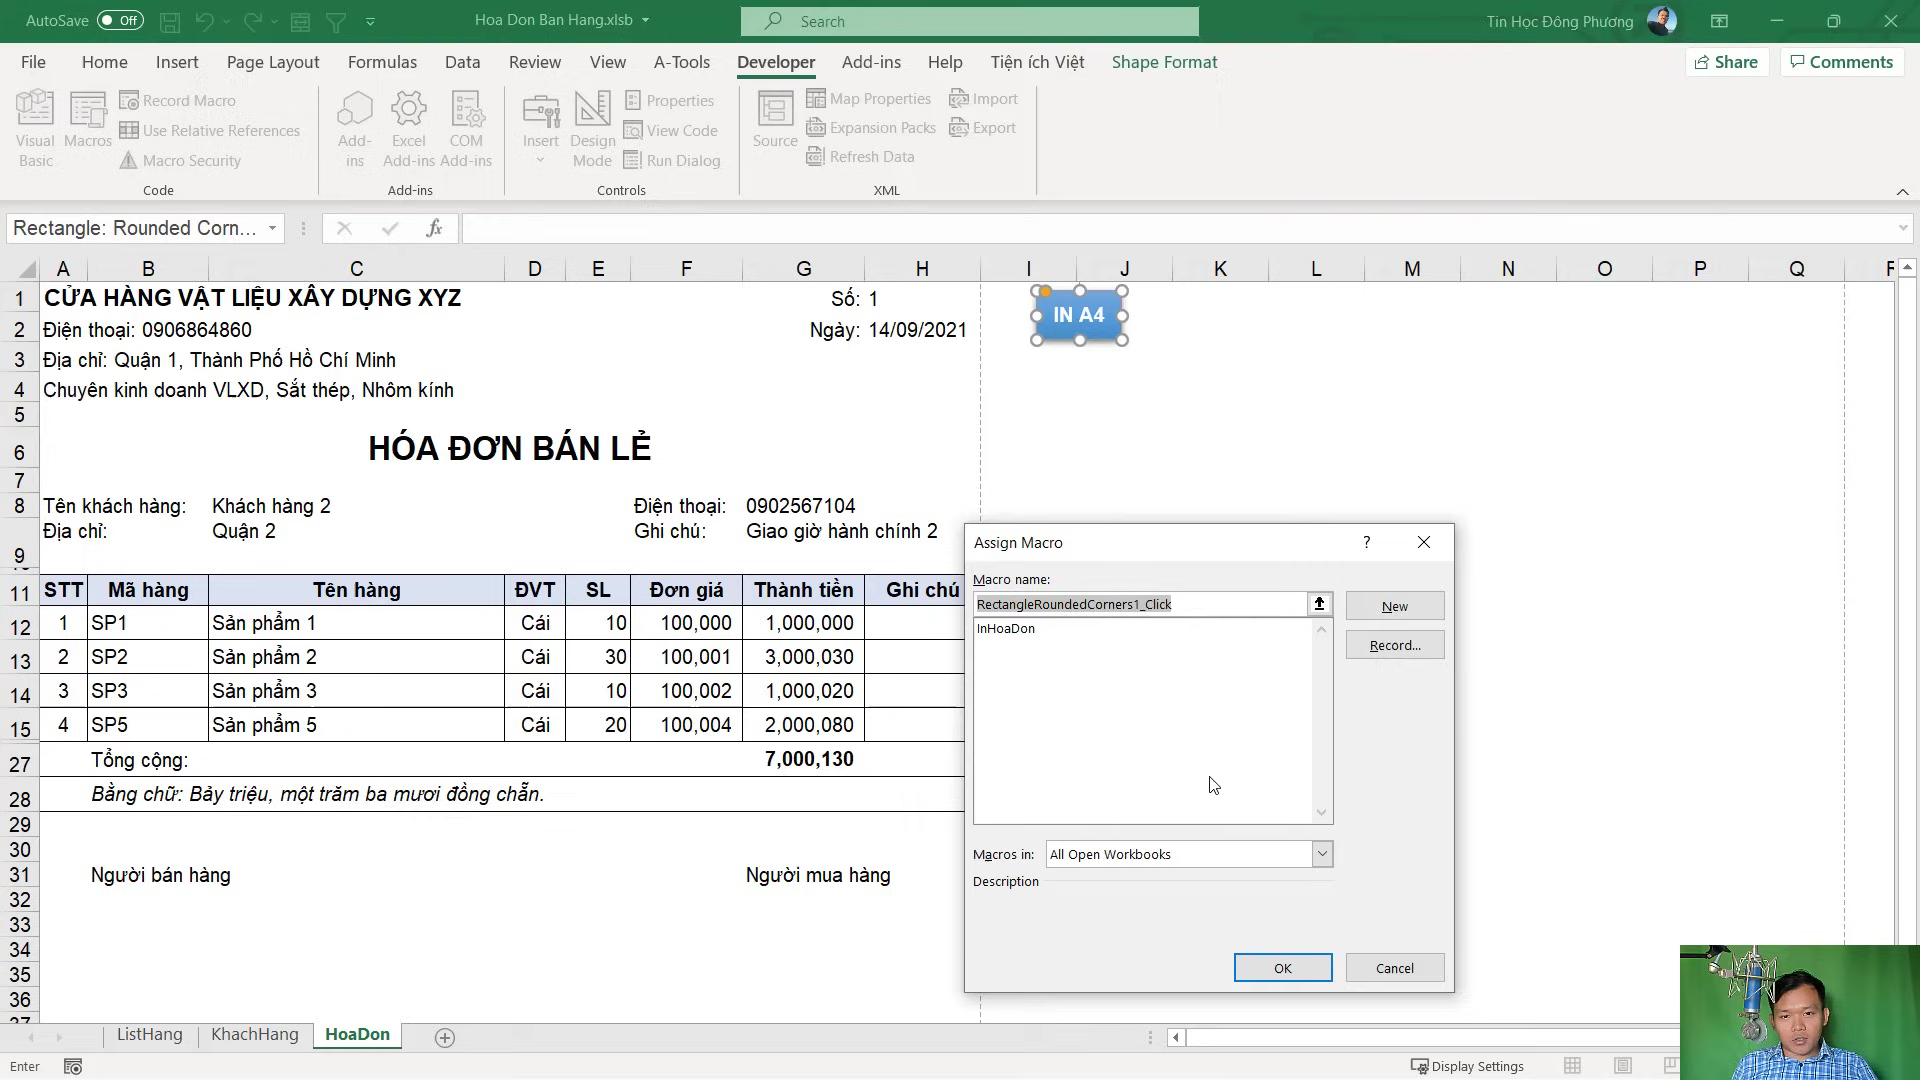 AutoSave Off Hoa Don Ban Hang.xlsb Search Tin Học Đông Phương
File Home Insert Page Layout Formulas Data Review View A-Tools Developer Add-ins Help Tiện ích Việt Shape Format Share Comments
Visual Basic Macros Record Macro Use Relative References Macro Security
Add-ins Excel Add-ins COM Add-ins
Insert Design Mode Properties View Code Run Dialog
Source Map Properties Expansion Packs Refresh Data Import Export
Code Add-ins Controls XML
Rectangle: Rounded Corn... fx
A B C D E F G H I J K L M N O P Q
1 CỬA HÀNG VẬT LIỆU XÂY DỰNG XYZ Số: 1 IN A4
2 Điện thoại: 0906864860 Ngày: 14/09/2021
3 Địa chỉ: Quận 1, Thành Phố Hồ Chí Minh
4 Chuyên kinh doanh VLXD, Sắt thép, Nhôm kính
5
6 HÓA ĐƠN BÁN LẺ
7
8 Tên khách hàng: Khách hàng 2 Điện thoại: 0902567104
9 Địa chỉ: Quận 2 Ghi chú: Giao giờ hành chính 2
11 STT Mã hàng Tên hàng ĐVT SL Đơn giá Thành tiền Ghi chú
12 1 SP1 Sản phẩm 1 Cái 10 100,000 1,000,000
13 2 SP2 Sản phẩm 2 Cái 30 100,001 3,000,030
14 3 SP3 Sản phẩm 3 Cái 10 100,002 1,000,020
15 4 SP5 Sản phẩm 5 Cái 20 100,004 2,000,080
27 Tổng cộng: 7,000,130
28 Bằng chữ: Bảy triệu, một trăm ba mươi đồng chẵn.
29
30
31 Người bán hàng Người mua hàng
32
33
34
35
36
Assign Macro ?
Macro name:
RectangleRoundedCorners1_Click New
InHoaDon
Record...
Macros in: All Open Workbooks
Description
OK Cancel
ListHang KhachHang HoaDon
Enter Display Settings